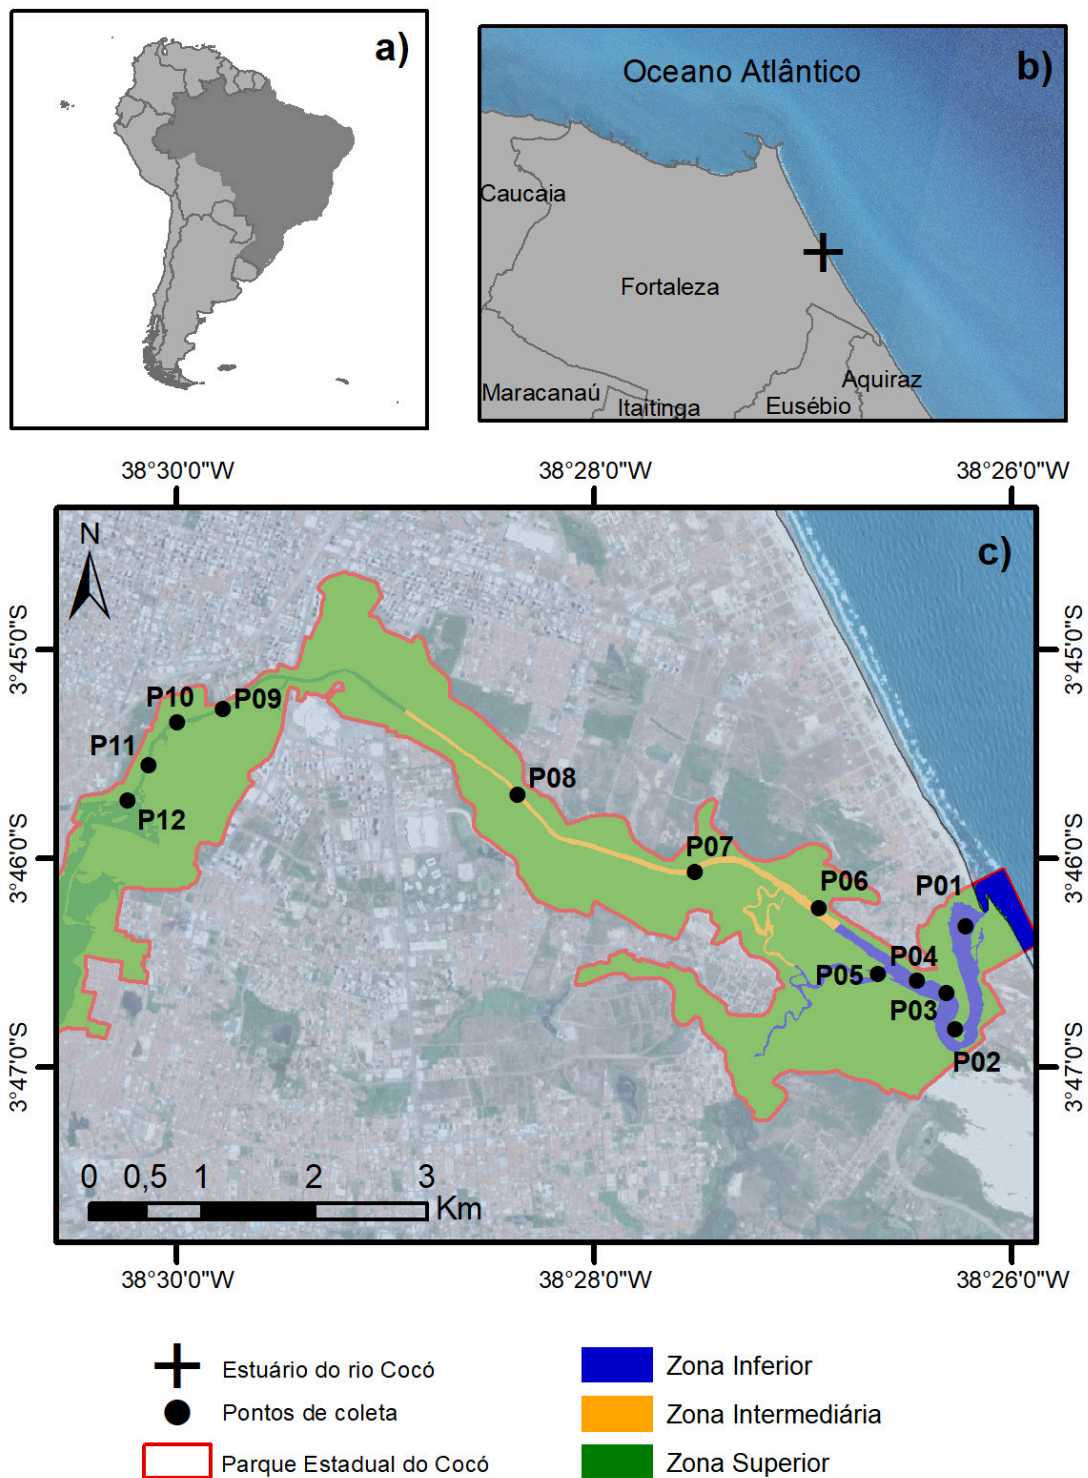 a)
b)
Oceano Atlântico
Caucaia
Fortaleza
Maracanaú
Itaitinga
Eusébio
Aquiraz
38°30'0"W
38°28'0"W
38°26'0"W
N
c)
3°45'0"S
3°45'0"S
P10
P09
P11
P12
P08
P07
P06
P01
3°46'0"S
3°46'0"S
P04
P05
P03
P02
3°47'0"S
3°47'0"S
0 0,5 1 2 3
Km
38°30'0"W
38°28'0"W
38°26'0"W
Estuário do rio Cocó
Pontos de coleta
Parque Estadual do Cocó
Zona Inferior
Zona Intermediária
Zona Superior